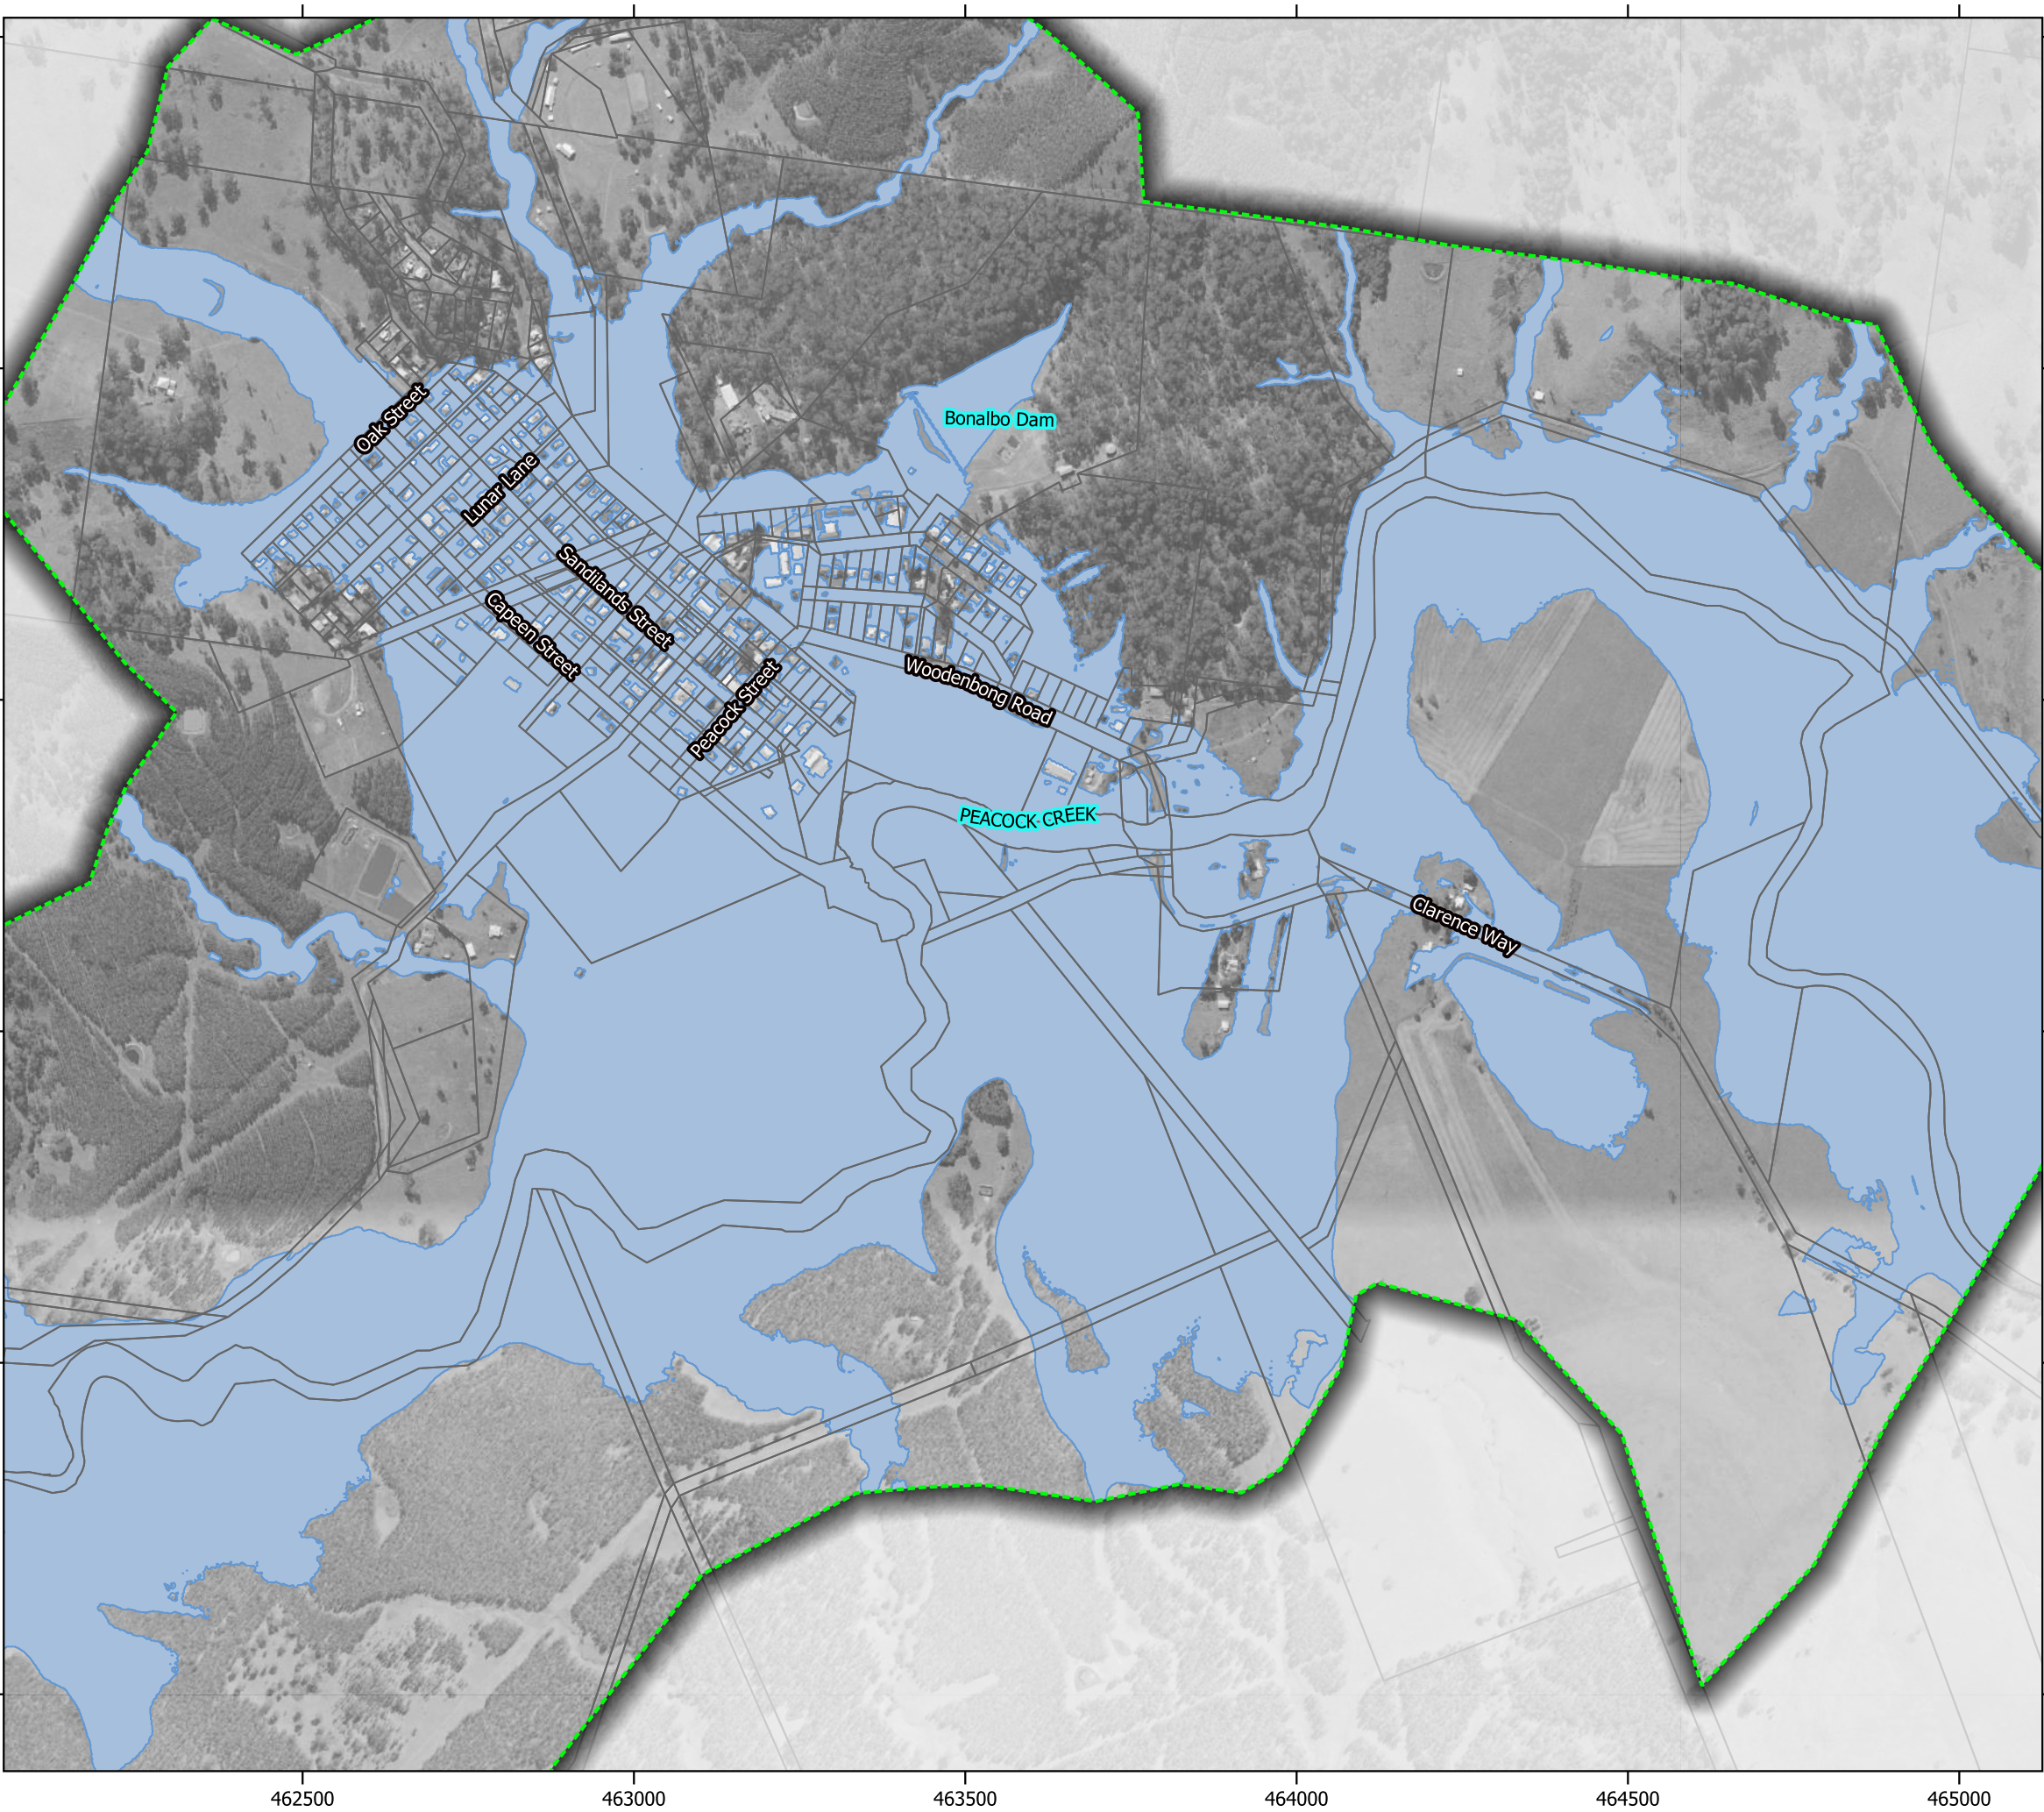 Oak Street
Bonalbo Dam
Lunar Lane
Sandilands Street
Capeen Street
Peacock Street
Woodenbong Road
PEACOCK CREEK
Clarence Way
462500 463000 463500 464000 464500 465000